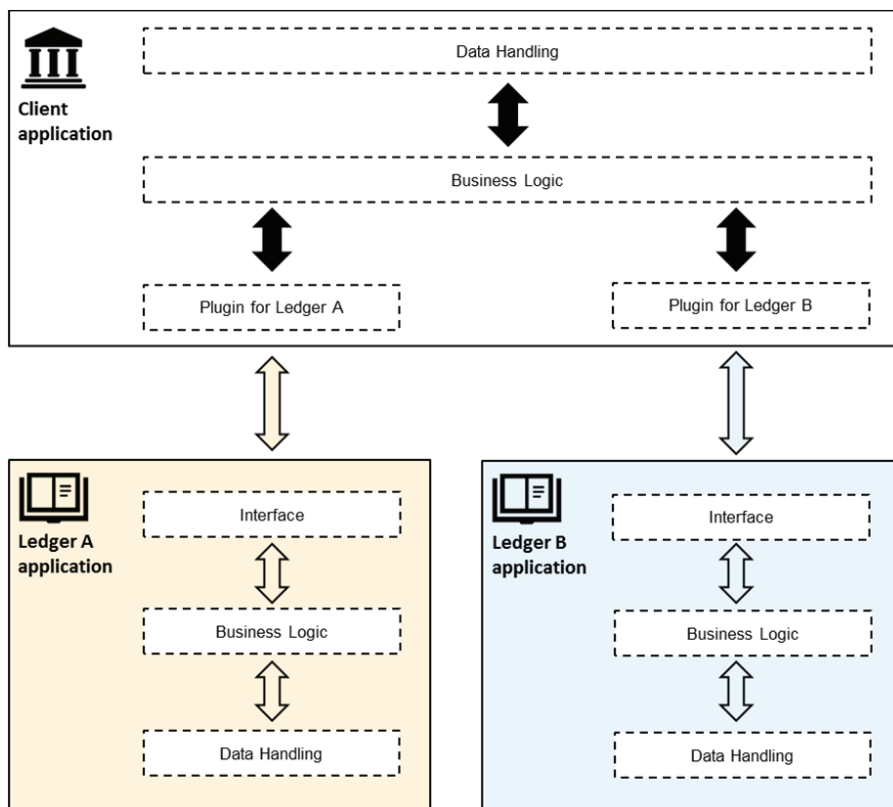 Data Handling
Client
application
Business Logic
Plugin for Ledger A
Plugin for Ledger B
Ledger A
application
Interface
Business Logic
Data Handling
Ledger B
application
Interface
Business Logic
Data Handling